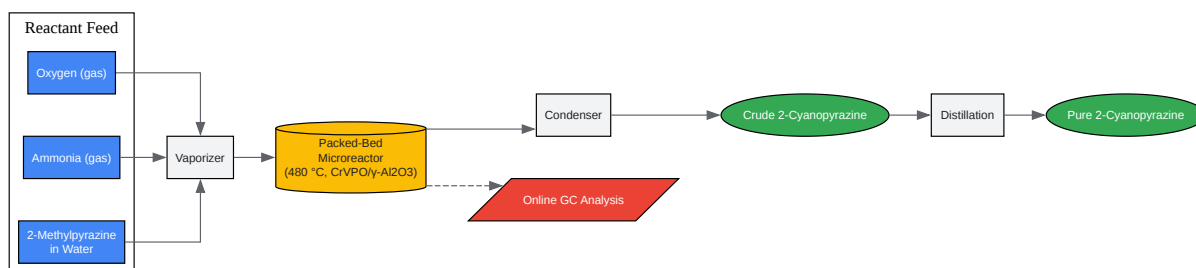 Reactant Feed
Oxygen (gas)
Ammonia (gas)
2-Methylpyrazine
in Water
Vaporizer
Packed-Bed
Microreactor
(480 °C, CrVPO/γ-Al2O3)
Condenser
Online GC Analysis
Crude 2-Cyanopyrazine
Distillation
Pure 2-Cyanopyrazine